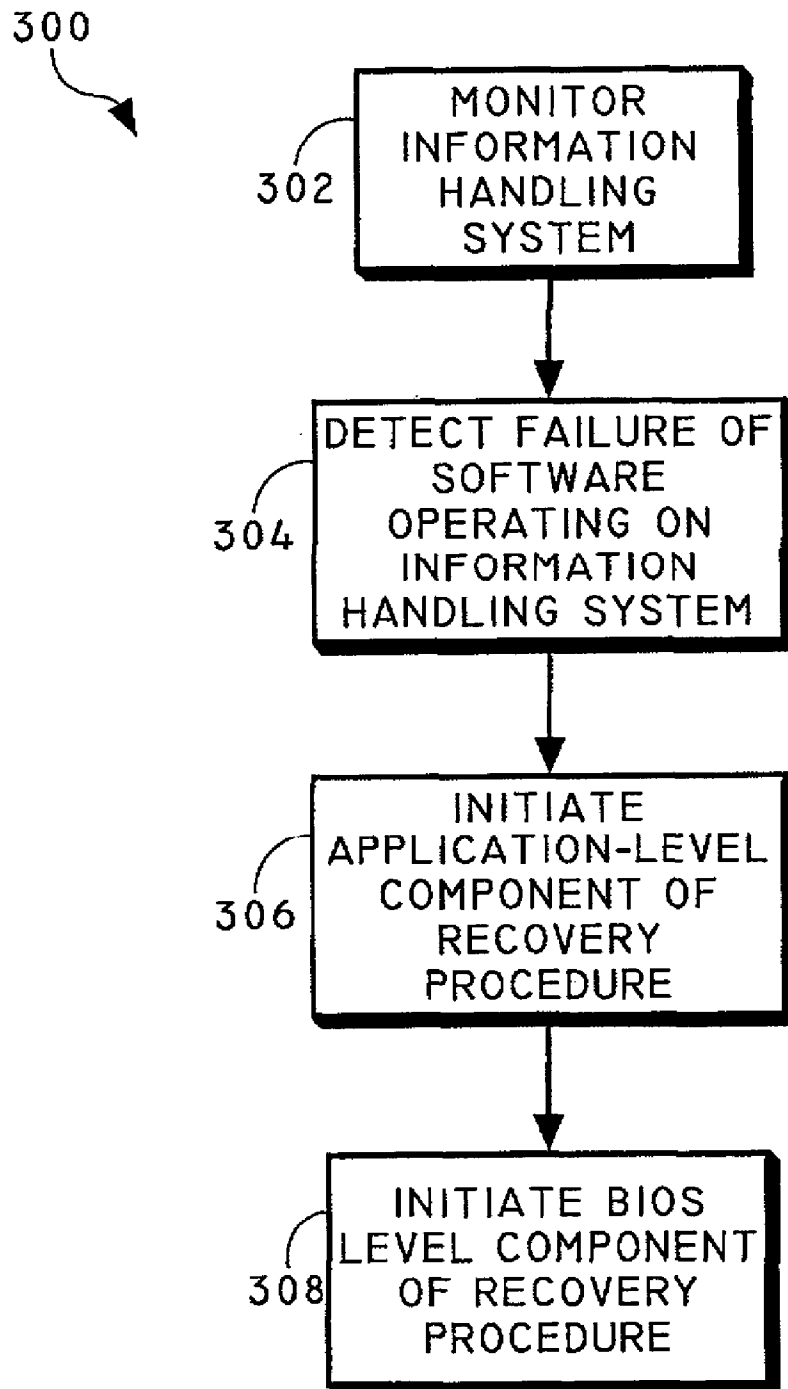 300
MONITOR
INFORMATION
HANDLING
SYSTEM
302
DETECT FAILURE OF
SOFTWARE
OPERATING ON
INFORMATION
HANDLING SYSTEM
304
INITIATE
APPLICATION-LEVEL
COMPONENT OF
RECOVERY
PROCEDURE
306
INITIATE BIOS
LEVEL COMPONENT
OF RECOVERY
PROCEDURE
308